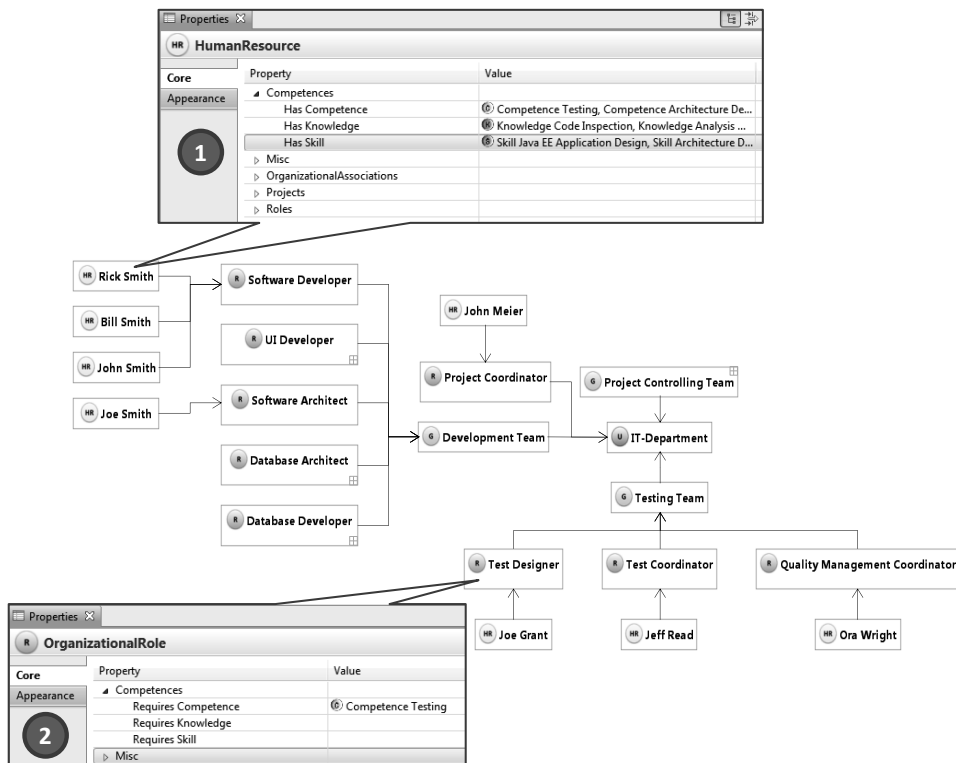 Properties
HR HumanResource
Core
Appearance
Property Value
Competences
Has Competence C Competence Testing, Competence Architecture De...
Has Knowledge K Knowledge Code Inspection, Knowledge Analysis ...
Has Skill S Skill Java EE Application Design, Skill Architecture D...
Misc
OrganizationalAssociations
Projects
Roles
1
HR Rick Smith
HR Bill Smith
HR John Smith
HR Joe Smith
R Software Developer
R UI Developer
R Software Architect
R Database Architect
R Database Developer
HR John Meier
R Project Coordinator
G Project Controlling Team
G Development Team
U IT-Department
G Testing Team
R Test Designer
R Test Coordinator
R Quality Management Coordinator
HR Joe Grant
HR Jeff Read
HR Ora Wright
Properties
R OrganizationalRole
Core
Appearance
Property Value
Competences
Requires Competence C Competence Testing
Requires Knowledge
Requires Skill
Misc
2